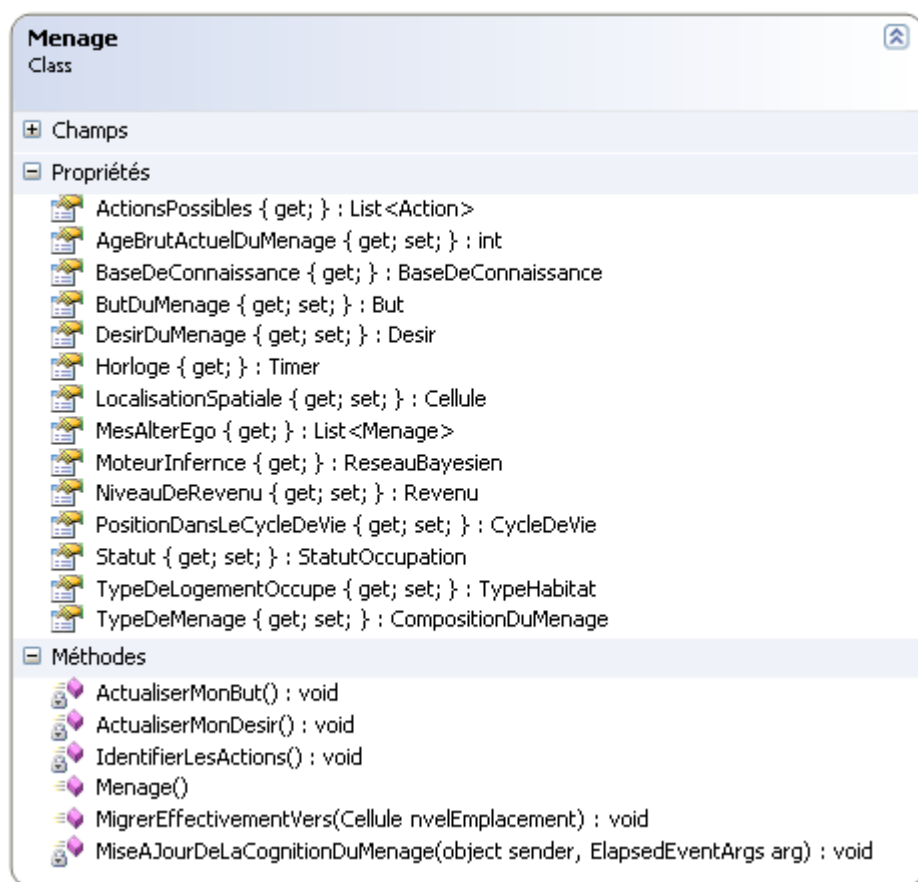 Menage
Class
Champs
Propriétés
ActionsPossibles { get; } : List<Action>
AgeBrutActuelDuMenage { get; set; } : int
BaseDeConnaissance { get; } : BaseDeConnaissance
ButDuMenage { get; set; } : But
DesirDuMenage { get; set; } : Desir
Horloge { get; } : Timer
LocalisationSpatiale { get; set; } : Cellule
MesAlterEgo { get; } : List<Menage>
MoteurInfernce { get; } : ReseauBayesien
NiveauDeRevenu { get; set; } : Revenu
PositionDansLeCycleDeVie { get; set; } : CycleDeVie
Statut { get; set; } : StatutOccupation
TypeDeLogementOccupe { get; set; } : TypeHabitat
TypeDeMenage { get; set; } : CompositionDuMenage
Méthodes
ActualiserMonBut() : void
ActualiserMonDesir() : void
IdentifierLesActions() : void
Menage()
MigrerEffectivementVers(Cellule nvelEmplacement) : void
MiseAJourDeLaCognitionDuMenage(object sender, ElapsedEventArgs arg) : void